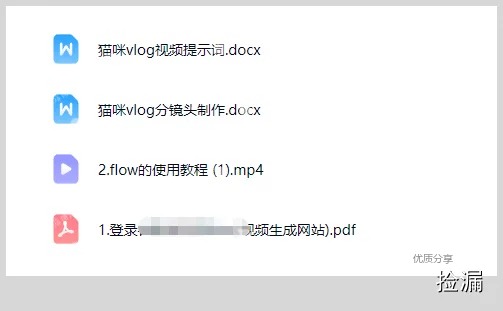 猫咪vlog视频提示词.docx
猫咪vlog分镜头制作.docx
2.flow的使用教程 (1).mp4
1.登录视频生成网站).pdf
优质分享
捡漏